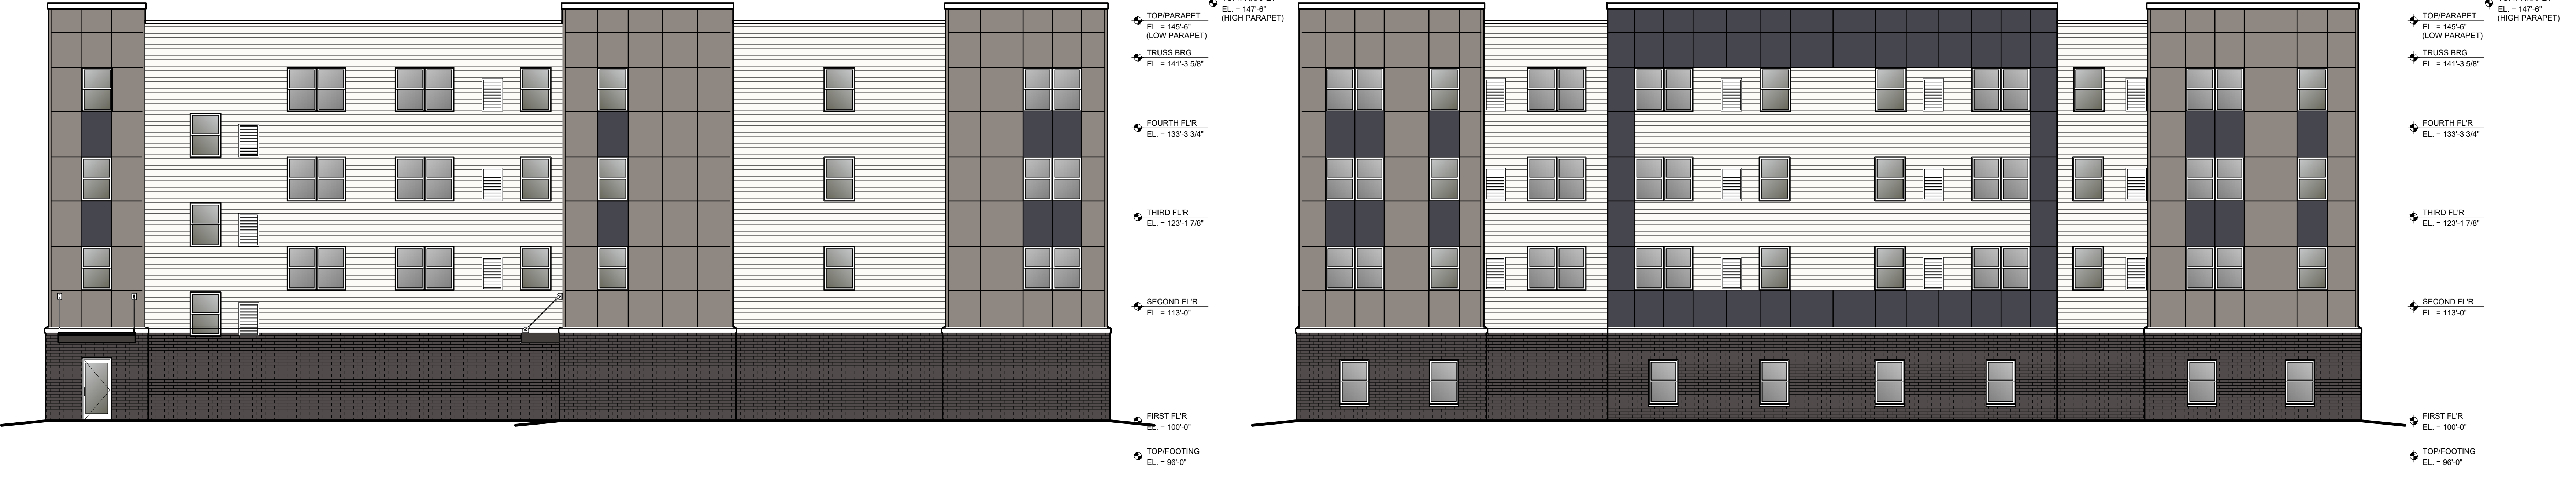 EL. = 147'-6"
(HIGH PARAPET)
TOP/PARAPET
EL. = 145'-6"
(LOW PARAPET)
TRUSS BRG.
EL. = 141'-3 5/8"
FOURTH FL'R
EL. = 133'-3 3/4"
THIRD FL'R
EL. = 123'-1 7/8"
SECOND FL'R
EL. = 113'-0"
FIRST FL'R
EL. = 100'-0"
TOP/FOOTING
EL. = 96'-0"
EL. = 147'-6"
(HIGH PARAPET)
TOP/PARAPET
EL. = 145'-6"
(LOW PARAPET)
TRUSS BRG.
EL. = 141'-3 5/8"
FOURTH FL'R
EL. = 133'-3 3/4"
THIRD FL'R
EL. = 123'-1 7/8"
SECOND FL'R
EL. = 113'-0"
FIRST FL'R
EL. = 100'-0"
TOP/FOOTING
EL. = 96'-0"